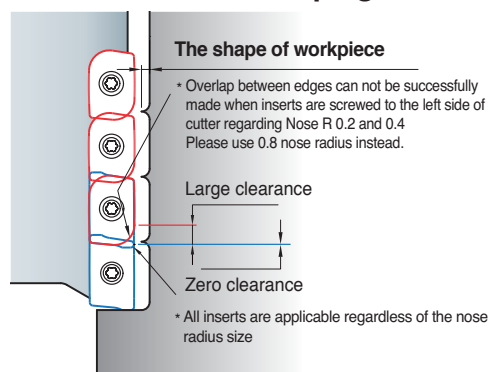 The shape of workpiece
* Overlap between edges can not be successfully
made when inserts are screwed to the left side of
cutter regarding Nose R 0.2 and 0.4
Please use 0.8 nose radius instead.
Large clearance
Zero clearance
* All inserts are applicable regardless of the nose
radius size